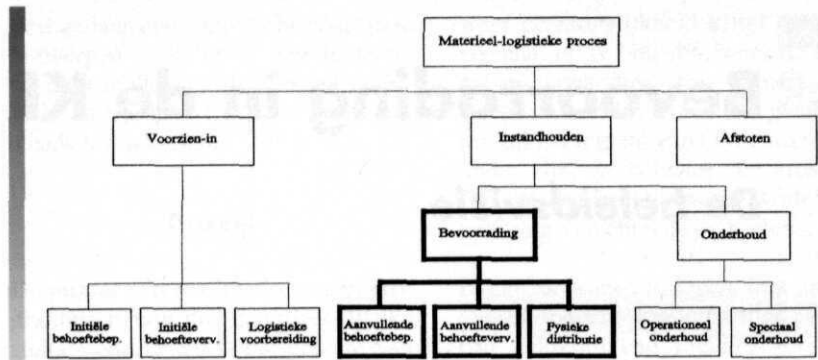 Materieel-logistieke proces
Voorzien-in
Instandhouden
Afstoten
Bevoorrading
Onderhoud
Initiële
behoeftebep.
Initiële
behoefteverv.
Logistieke
voorbereiding
Aanvullende
behoeftebep.
Aanvullende
behoefteverv.
Fysieke
distributie
Operationeel
onderhoud
Speciaal
onderhoud